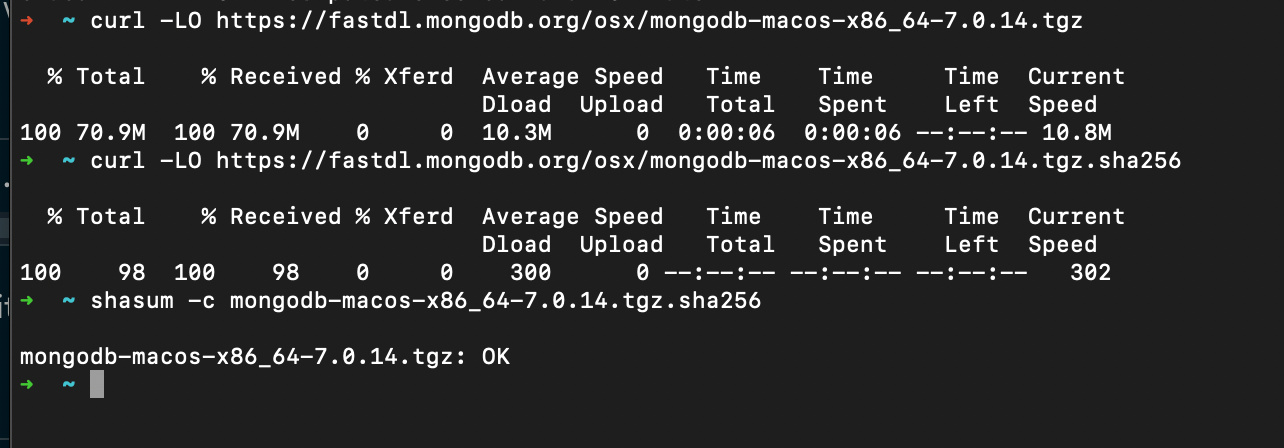 ➜  ~ curl -LO https://fastdl.mongodb.org/osx/mongodb-macos-x86_64-7.0.14.tgz
  % Total    % Received % Xferd  Average Speed   Time    Time     Time  Current
                                 Dload  Upload   Total   Spent    Left  Speed
100 70.9M  100 70.9M    0     0  10.3M      0  0:00:06  0:00:06 --:--:-- 10.8M
➜  ~ curl -LO https://fastdl.mongodb.org/osx/mongodb-macos-x86_64-7.0.14.tgz.sha256
  % Total    % Received % Xferd  Average Speed   Time    Time     Time  Current
                                 Dload  Upload   Total   Spent    Left  Speed
100    98  100    98    0     0    300      0 --:--:-- --:--:-- --:--:--   302
➜  ~ shasum -c mongodb-macos-x86_64-7.0.14.tgz.sha256
mongodb-macos-x86_64-7.0.14.tgz: OK
➜  ~